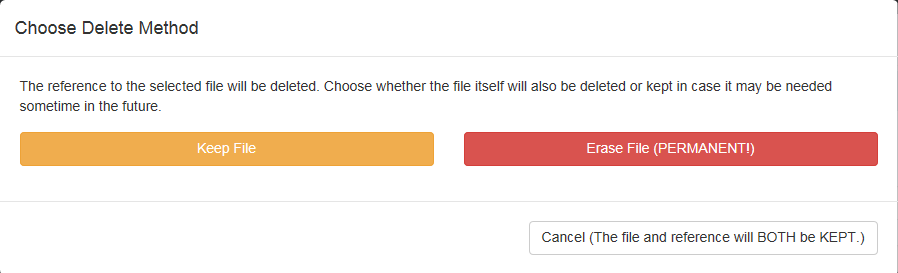 Choose Delete Method
The reference to the selected file will be deleted. Choose whether the file itself will also be deleted or kept in case it may be needed
sometime in the future.
Keep File
Erase File (PERMANENT!)
Cancel (The file and reference will BOTH be KEPT.)